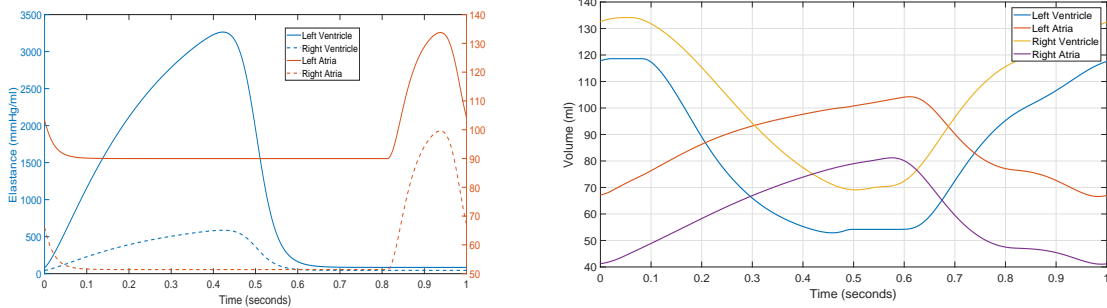 3500
3000
2500
2000
1500
1000
500
0
Elastance (mmHg/ml)
140
130
120
110
100
90
80
70
60
50
0 0.1 0.2 0.3 0.4 0.5 0.6 0.7 0.8 0.9 1
Time (seconds)
Left Ventricle
Right Ventricle
Left Atria
Right Atria
140
120
100
80
70
60
50
40
Volume (ml)
0 0.1 0.2 0.3 0.4 0.5 0.6 0.7 0.8 0.9 1
Time (seconds)
Left Ventricle
Left Atria
Right Ventricle
Right Atria